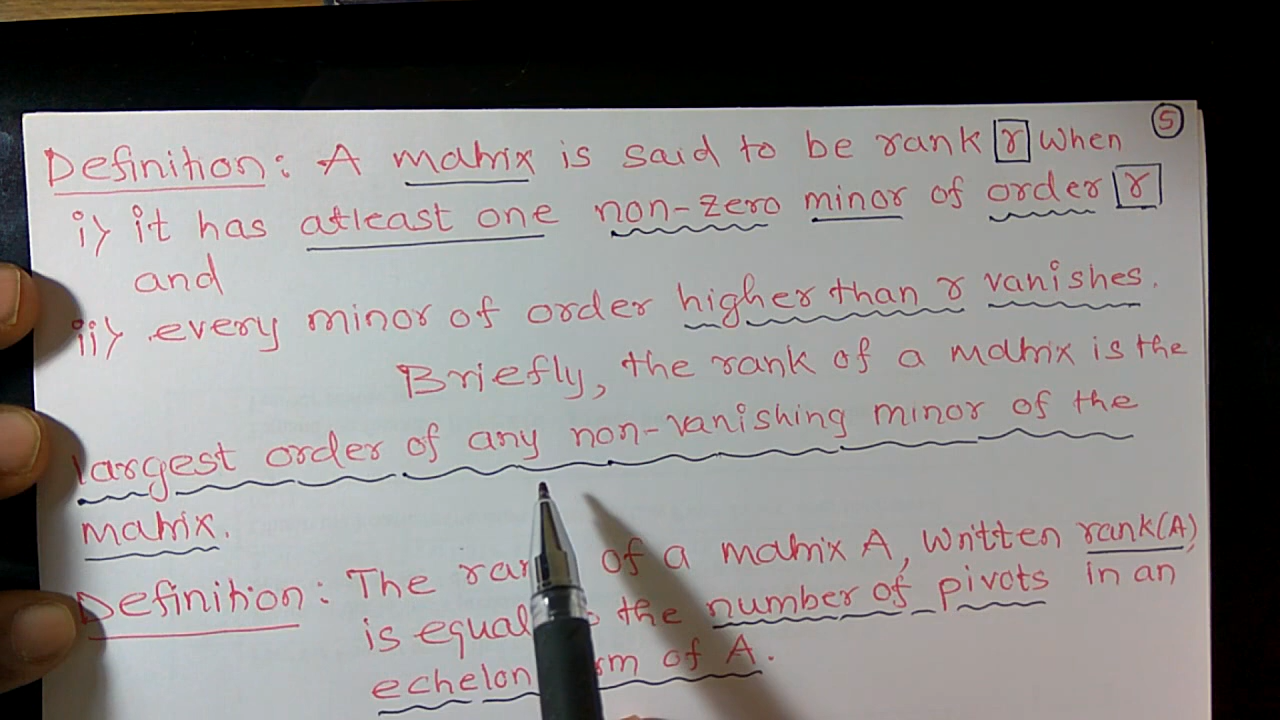 5
Definition: A matrix is said to be rank r when
i) it has atleast one non-zero minor of order r
and
ii) every minor of order higher than r vanishes.
Briefly, the rank of a matrix is the
largest order of any non-vanishing minor of the
matrix.
Definition: The of a matrix A, written rank(A)
is equal the number of pivots in an
echelon of A.